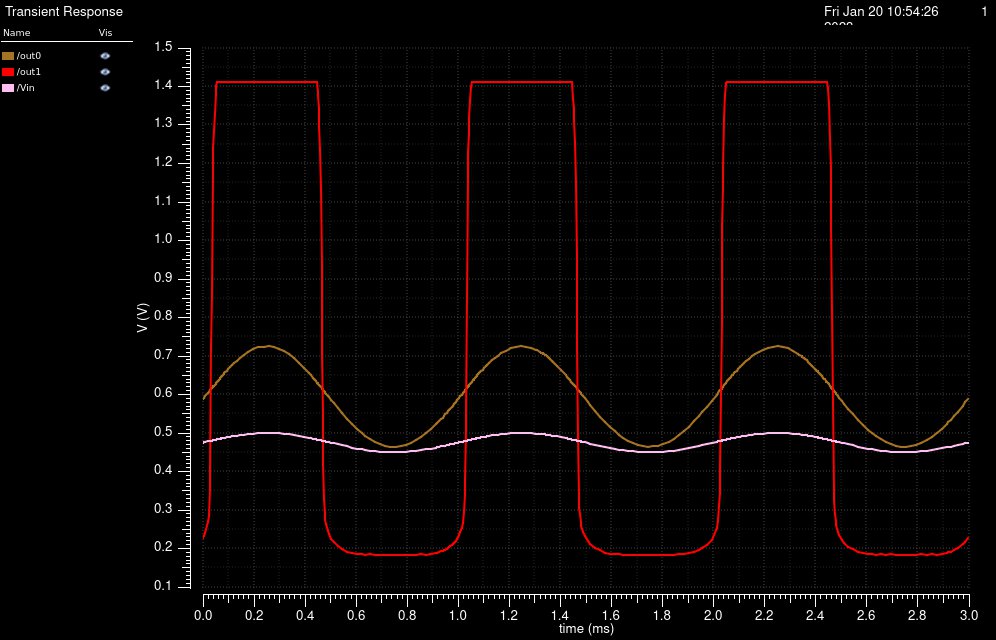 Transient Response
Fri Jan 20 10:54:26 1
Name Vis
/out0
/out1
/Vin
1.5
1.4
1.3
1.2
1.1
1.0
0.9
0.8
0.7
0.6
0.5
0.4
0.3
0.2
0.1
V (V)
0.0 0.2 0.4 0.6 0.8 1.0 1.2 1.4 1.6 1.8 2.0 2.2 2.4 2.6 2.8 3.0
time (ms)